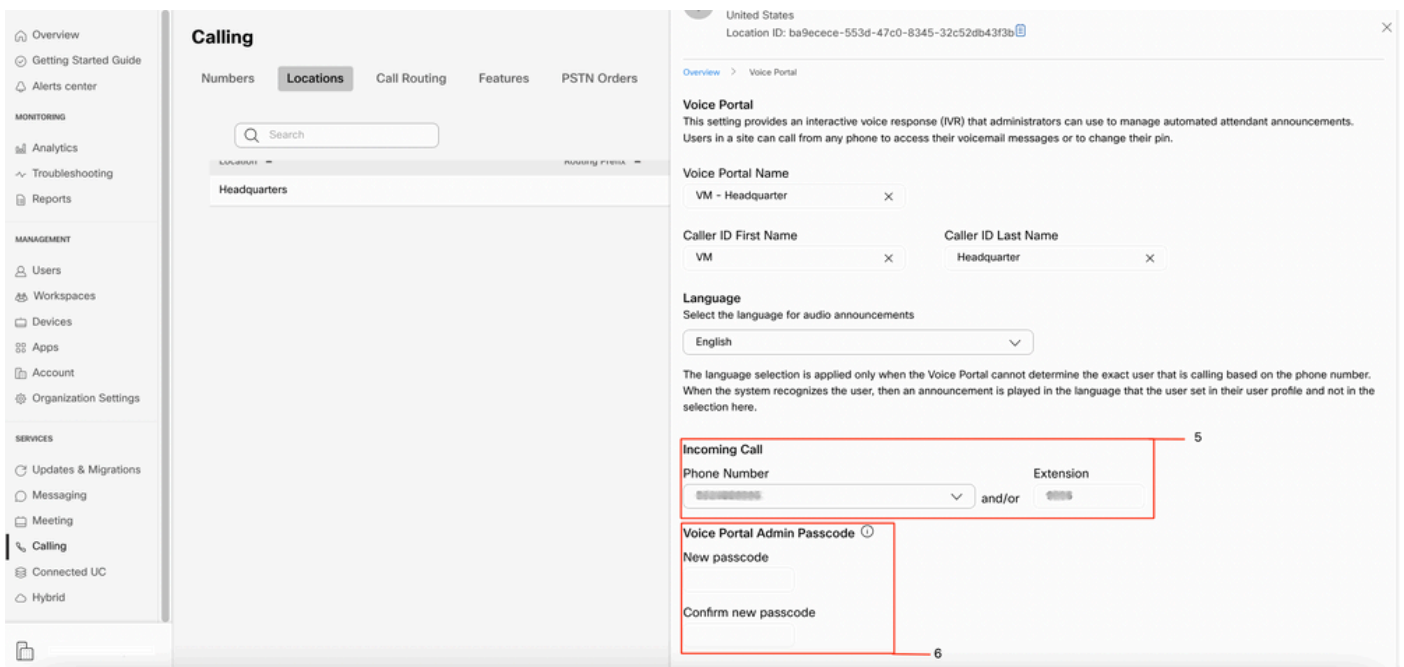 Overview
Getting Started Guide
Alerts center
MONITORING
Analytics
Troubleshooting
Reports
MANAGEMENT
Users
Workspaces
Devices
Apps
Account
Organization Settings
SERVICES
Updates & Migrations
Messaging
Meeting
Calling
Connected UC
Hybrid
Calling
Numbers
Locations
Call Routing
Features
PSTN Orders
Search
Location
Routing Prefix
Headquarters
United States
Location ID: ba9ecece-553d-47c0-8345-32c52db43f3b
Overview > Voice Portal
Voice Portal
This setting provides an interactive voice response (IVR) that administrators can use to manage automated attendant announcements.
Users in a site can call from any phone to access their voicemail messages or to change their pin.
Voice Portal Name
VM - Headquarter
Caller ID First Name
Caller ID Last Name
VM
Headquarter
Language
Select the language for audio announcements
English
The language selection is applied only when the Voice Portal cannot determine the exact user that is calling based on the phone number.
When the system recognizes the user, then an announcement is played in the language that the user set in their user profile and not in the
selection here.
5
Incoming Call
Phone Number
Extension
and/or
Voice Portal Admin Passcode
New passcode
Confirm new passcode
6